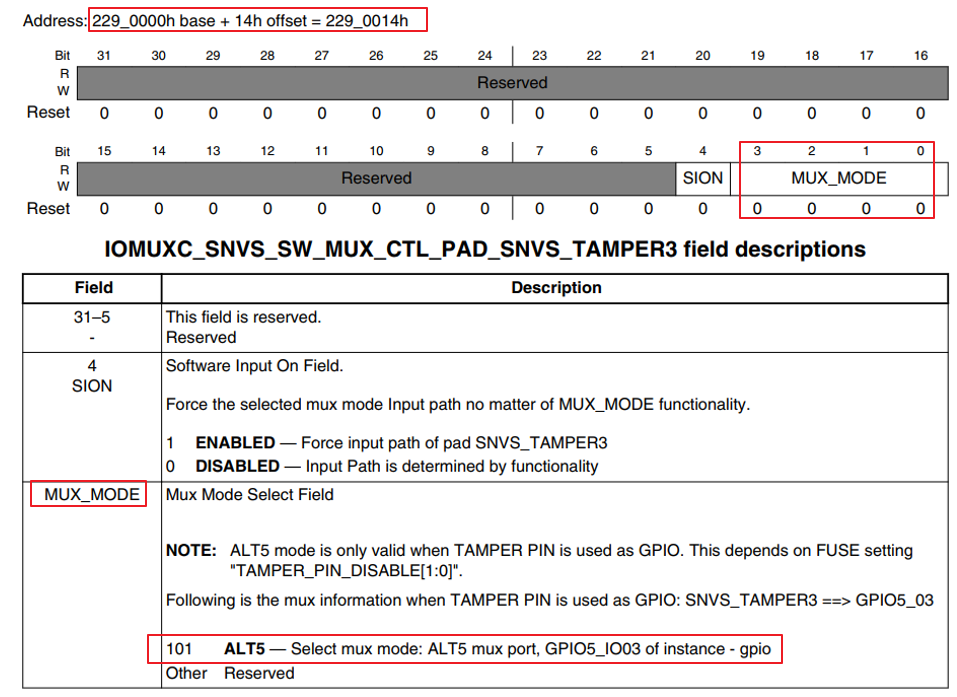 Address: 229_0000h base + 14h offset = 229_0014h
Bit 31 30 29 28 27 26 25 24 23 22 21 20 19 18 17 16
R
Reserved
W
Reset 0 0 0 0 0 0 0 0 0 0 0 0 0 0 0 0
Bit 15 14 13 12 11 10 9 8 7 6 5 4 3 2 1 0
R
Reserved SION MUX_MODE
W
Reset 0 0 0 0 0 0 0 0 0 0 0 0 0 0 0 0
IOMUXC_SNVS_SW_MUX_CTL_PAD_SNVS_TAMPER3 field descriptions
Field Description
31–5 This field is reserved.
- Reserved
4 Software Input On Field.
SION
Force the selected mux mode Input path no matter of MUX_MODE functionality.
1 ENABLED — Force input path of pad SNVS_TAMPER3
0 DISABLED — Input Path is determined by functionality
MUX_MODE Mux Mode Select Field
NOTE: ALT5 mode is only valid when TAMPER PIN is used as GPIO. This depends on FUSE setting
"TAMPER_PIN_DISABLE[1:0]".
Following is the mux information when TAMPER PIN is used as GPIO: SNVS_TAMPER3 ==> GPIO5_03
101 ALT5 — Select mux mode: ALT5 mux port, GPIO5_IO03 of instance - gpio
Other Reserved